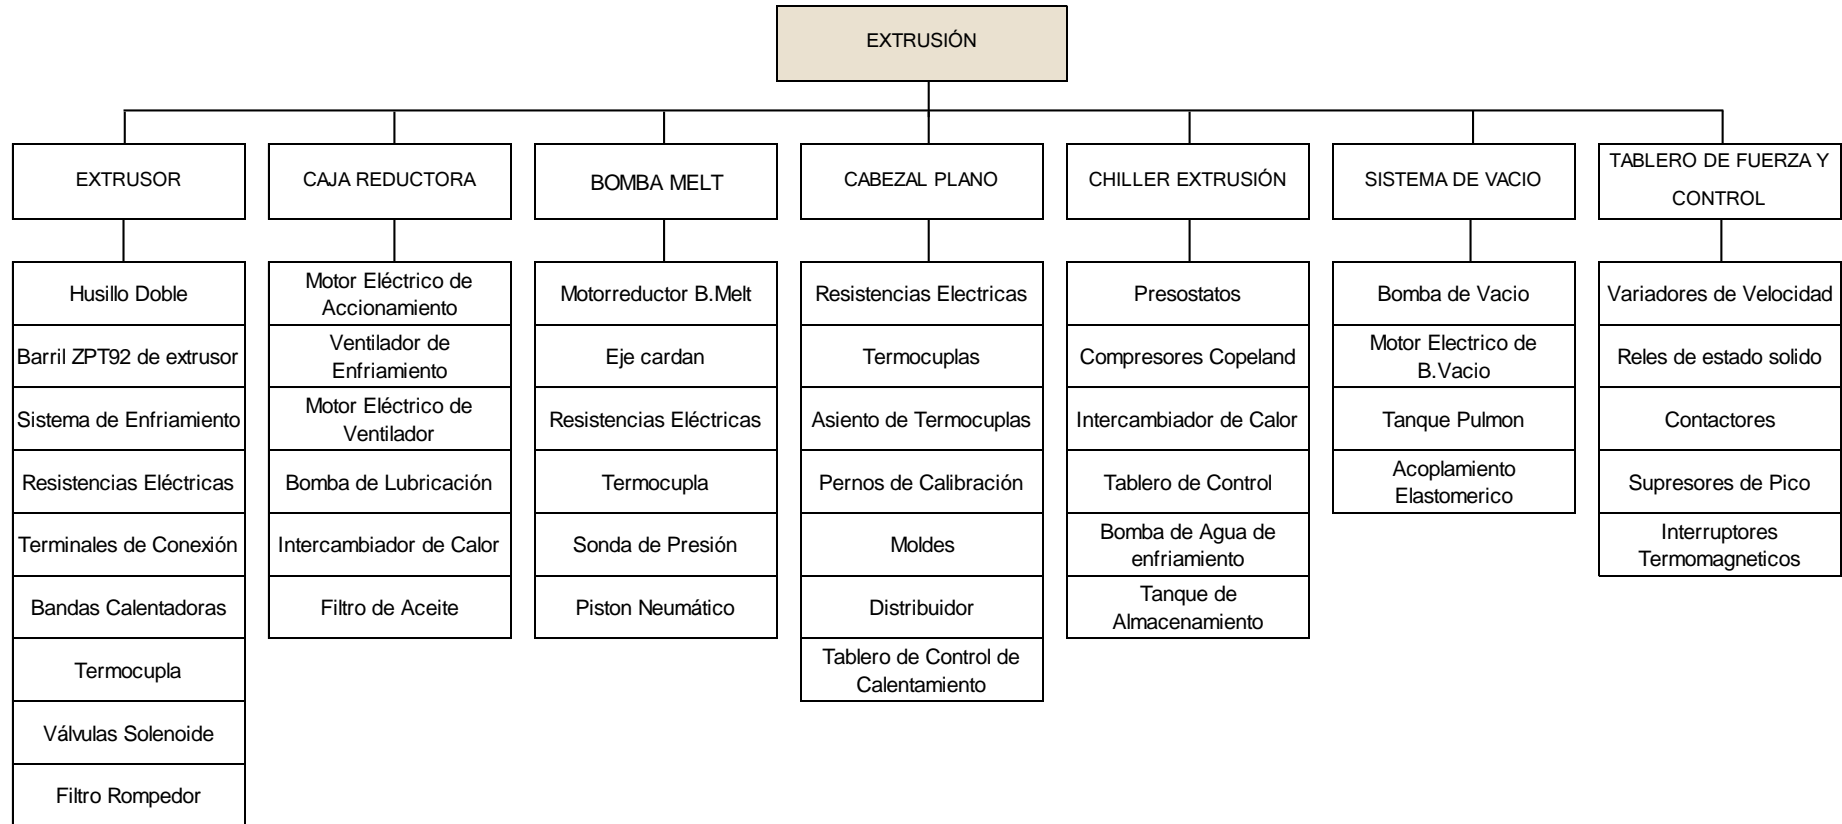 EXTRUSIÓN
EXTRUSOR
CAJA REDUCTORA
BOMBA MELT
CABEZAL PLANO
CHILLER EXTRUSIÓN
SISTEMA DE VACIO
TABLERO DE FUERZA Y
CONTROL
Husillo Doble
Barril ZPT92 de extrusor
Sistema de Enfriamiento
Resistencias Eléctricas
Terminales de Conexión
Bandas Calentadoras
Termocupla
Válvulas Solenoide
Filtro Rompedor
Motor Eléctrico de
Accionamiento
Ventilador de
Enfriamiento
Motor Eléctrico de
Ventilador
Bomba de Lubricación
Intercambiador de Calor
Filtro de Aceite
Motorreductor B.Melt
Eje cardan
Resistencias Eléctricas
Termocupla
Sonda de Presión
Piston Neumático
Resistencias Electricas
Termocuplas
Asiento de Termocuplas
Pernos de Calibración
Moldes
Distribuidor
Tablero de Control de
Calentamiento
Presostatos
Compresores Copeland
Intercambiador de Calor
Tablero de Control
Bomba de Agua de
enfriamiento
Tanque de
Almacenamiento
Bomba de Vacio
Motor Electrico de
B.Vacio
Tanque Pulmon
Acoplamiento
Elastomerico
Variadores de Velocidad
Reles de estado solido
Contactores
Supresores de Pico
Interruptores
Termomagneticos